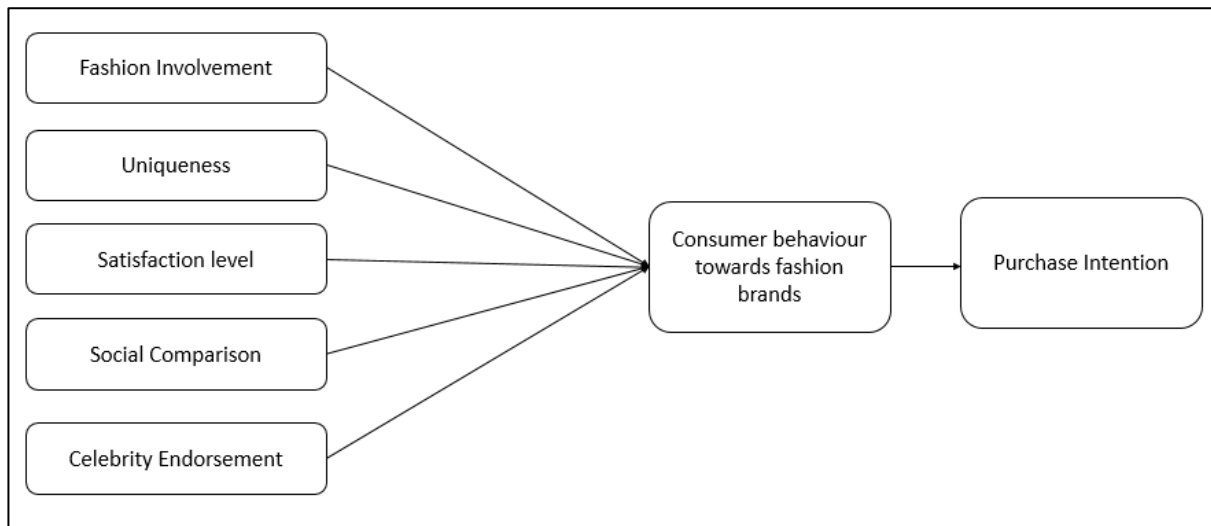 Fashion Involvement
Uniqueness
Satisfaction level
Social Comparison
Celebrity Endorsement
Consumer behaviour
towards fashion
brands
Purchase Intention